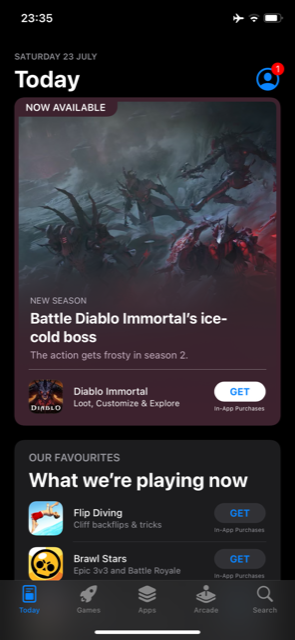 23:35
SATURDAY 23 JULY
Today
1
NOW AVAILABLE
NEW SEASON
Battle Diablo Immortal's ice-
cold boss
The action gets frosty in season 2.
DIABLO
Diablo Immortal
Loot, Customize & Explore
GET
In-App Purchases
OUR FAVOURITES
What we're playing now
Flip Diving
Cliff backflips & tricks
GET
In-App Purchases
Brawl Stars
Epic 3v3 and Battle Royale
GET
In-App Purchases
Today
Games
Apps
Arcade
Search